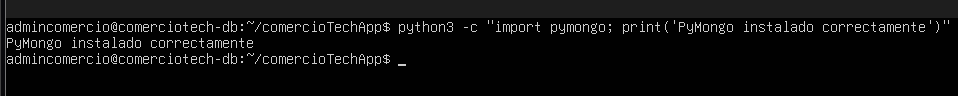 admincomercio@comerciotech-db:~/comercioTechApp$ python3 -c "import pymongo; print('PyMongo instalado correctamente')"
PyMongo instalado correctamente
admincomercio@comerciotech-db:~/comercioTechApp$ _